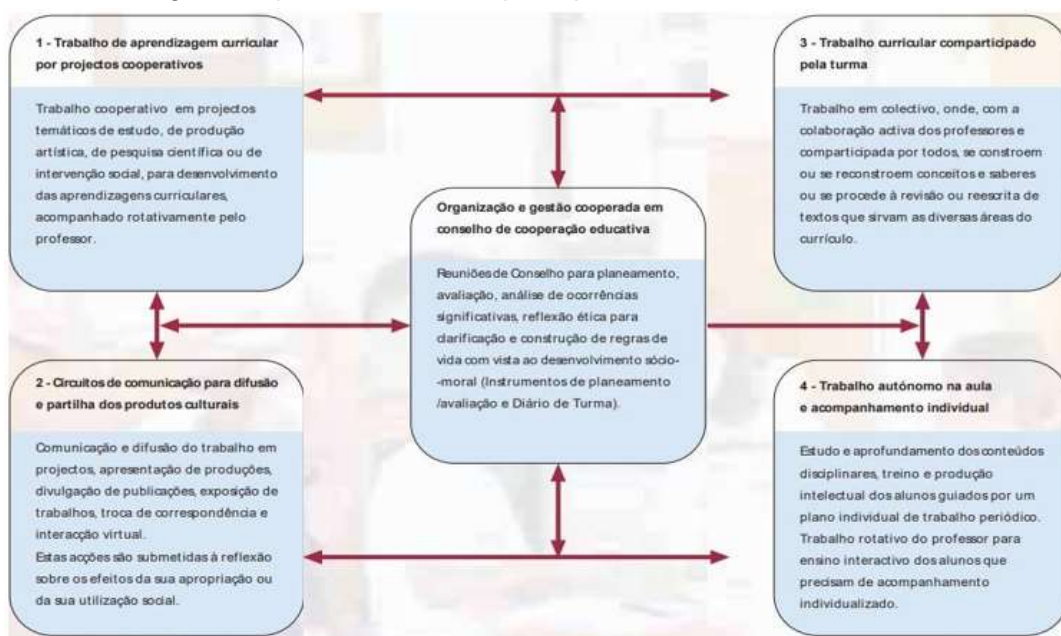 1 - Trabalho de aprendizagem curricular
por projectos cooperativos
Trabalho cooperativo em projectos
temáticos de estudo, de produção
artística, de pesquisa científica ou de
intervenção social, para desenvolvimento
das aprendizagens curriculares,
acompanhado rotativamente pelo
professor.
2 - Circuitos de comunicação para difusão
e partilha dos produtos culturais
Comunicação e difusão do trabalho em
projectos, apresentação de produções,
divulgação de publicações, exposição de
trabalhos, troca de correspondência e
interacção virtual.
Estas acções são submetidas à reflexão
sobre os efeitos da sua apropriação ou
da sua utilização social.
Organização e gestão cooperada em
conselho de cooperação educativa
Reuniões de Conselho para planeamento,
avaliação, análise de ocorrências
significativas, reflexão ética para
clarificação e construção de regras de
vida com vista ao desenvolvimento sócio-
-moral (Instrumentos de planeamento
/avaliação e Diário de Turma).
3 - Trabalho curricular comparticipado
pela turma
Trabalho em colectivo, onde, com a
colaboração activa dos professores e
comparticipada por todos, se constroem
ou se reconstroem conceitos e saberes
ou se procede à revisão ou reescrita de
textos que sirvam as diversas áreas do
currículo.
4 - Trabalho autónomo na aula
e acompanhamento individual
Estudo e aprofundamento dos conteúdos
disciplinares, treino e produção
intelectual dos alunos guiados por um
plano individual de trabalho periódico.
Trabalho rotativo do professor para
ensino interactivo dos alunos que
precisam de acompanhamento
individualizado.